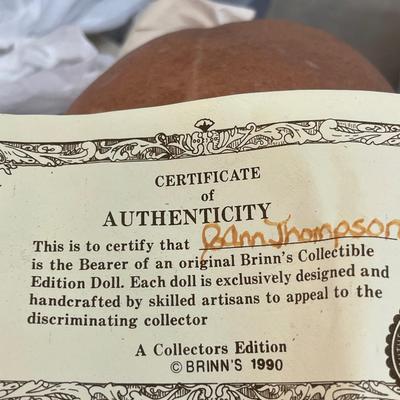 CERTIFICATE
of
AUTHENTICITY
This is to certify that Pam Thompson
is the Bearer of an original Brinn's Collectible
Edition Doll. Each doll is exclusively designed and
handcrafted by skilled artisans to appeal to the
discriminating collector
A Collectors Edition
© BRINN'S 1990